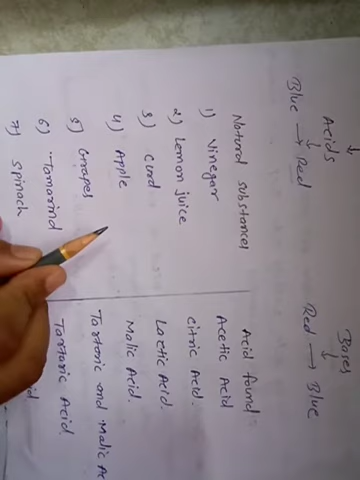 ↓ Acids Bases
↓ ↓
Blue → Red Red → Blue
Natural substances Acid found
1) Vinegar Acetic Acid
2) Lemon juice Citric Acid.
3) Curd Lactic Acid.
4) Apple Malic Acid.
5) Grapes Tartaric and Malic Ac
6) Tamarind Tartaric Acid
7) Spinach